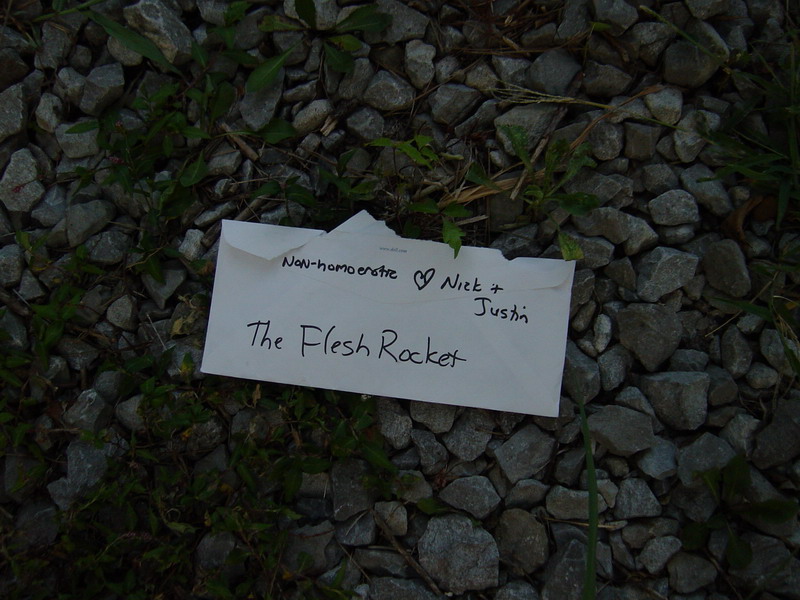 Non-homoerotic ♡ Nick +
Justin
The Flesh Rocket